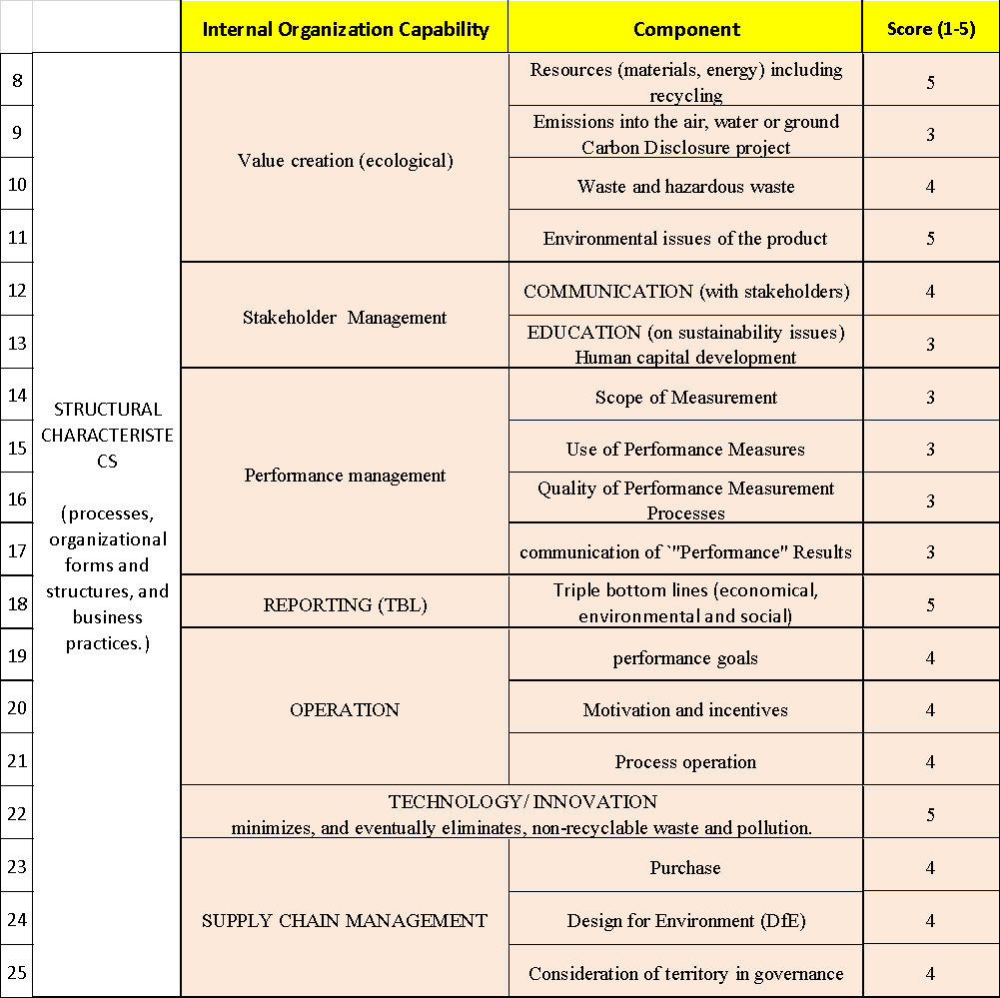 Internal Organization Capability
Component
Score (1-5)
STRUCTURAL
CHARACTERISTE
CS
(processes,
organizational
forms and
structures, and
business
practices.)
8
Value creation (ecological)
Resources (materials, energy) including
recycling
5
9
Emissions into the air, water or ground
Carbon Disclosure project
3
10
Waste and hazardous waste
4
11
Environmental issues of the product
5
12
Stakeholder Management
COMMUNICATION (with stakeholders)
4
13
EDUCATION (on sustainability issues)
Human capital development
3
14
Performance management
Scope of Measurement
3
15
Use of Performance Measures
3
16
Quality of Performance Measurement
Processes
3
17
communication of `"Performance" Results
3
18
REPORTING (TBL)
Triple bottom lines (economical,
environmental and social)
5
19
OPERATION
performance goals
4
20
Motivation and incentives
4
21
Process operation
4
22
TECHNOLOGY/ INNOVATION
minimizes, and eventually eliminates, non-recyclable waste and pollution.
5
23
SUPPLY CHAIN MANAGEMENT
Purchase
4
24
Design for Environment (DfE)
4
25
Consideration of territory in governance
4